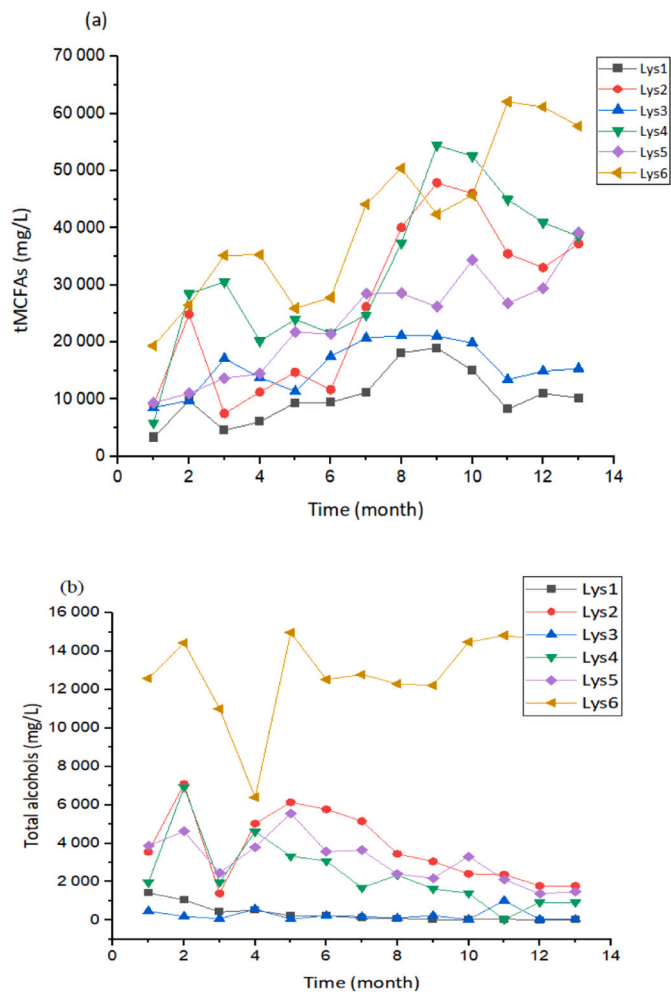 (a)
70 000
60 000
50 000
40 000
30 000
20 000
10 000
0
tMCFAs (mg/L)
0 2 4 6 8 10 12 14
Time (month)
Lys1
Lys2
Lys3
Lys4
Lys5
Lys6
(b)
16 000
14 000
12 000
10 000
8 000
6 000
4 000
2 000
0
Total alcohols (mg/L)
0 2 4 6 8 10 12 14
Time (month)
Lys1
Lys2
Lys3
Lys4
Lys5
Lys6